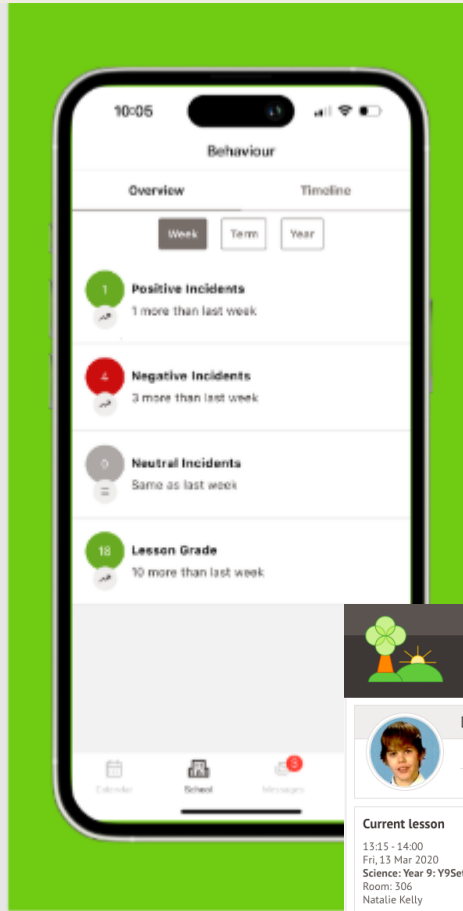 10:05
Behaviour
Overview Timeline
Week Term Year
1
Positive Incidents
1 more than last week
4
Negative Incidents
3 more than last week
0
Neutral Incidents
Same as last week
18
Lesson Grade
10 more than last week
3
Calendar School Messages
Current lesson
13:15 - 14:00
Fri, 13 Mar 2020
Science: Year 9: Y9Set
Room: 306
Natalie Kelly